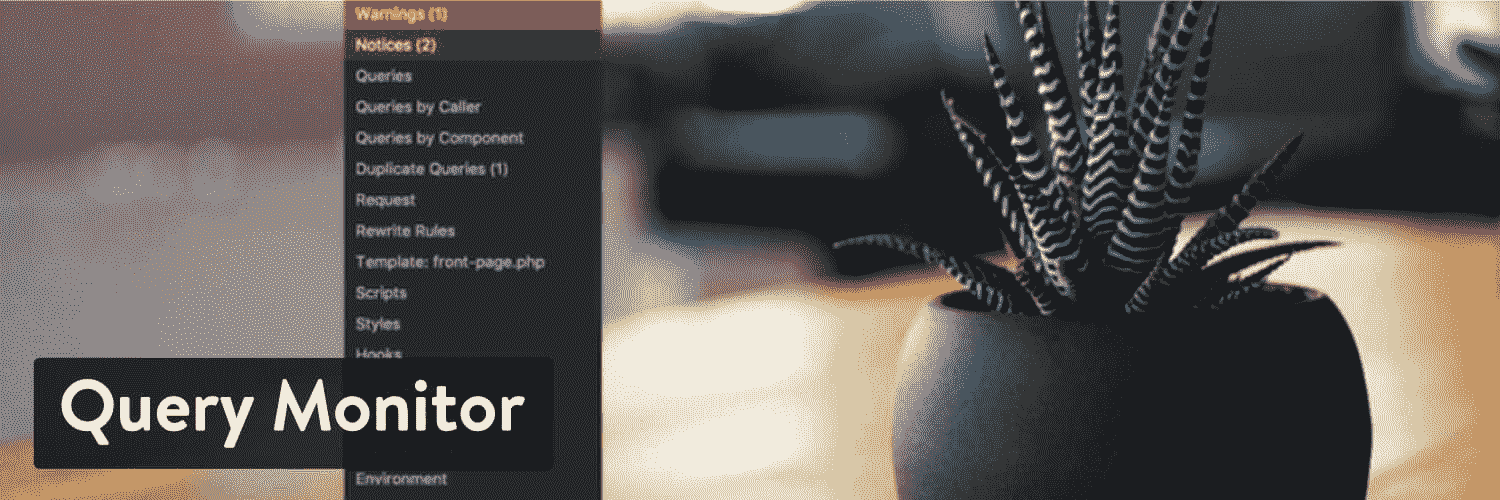 Warnings (1)
Notices (2)
Queries
Queries by Caller
Queries by Component
Duplicate Queries (1)
Request
Rewrite Rules
Template: front-page.php
Scripts
Styles
Hooks
Query Monitor
Environment